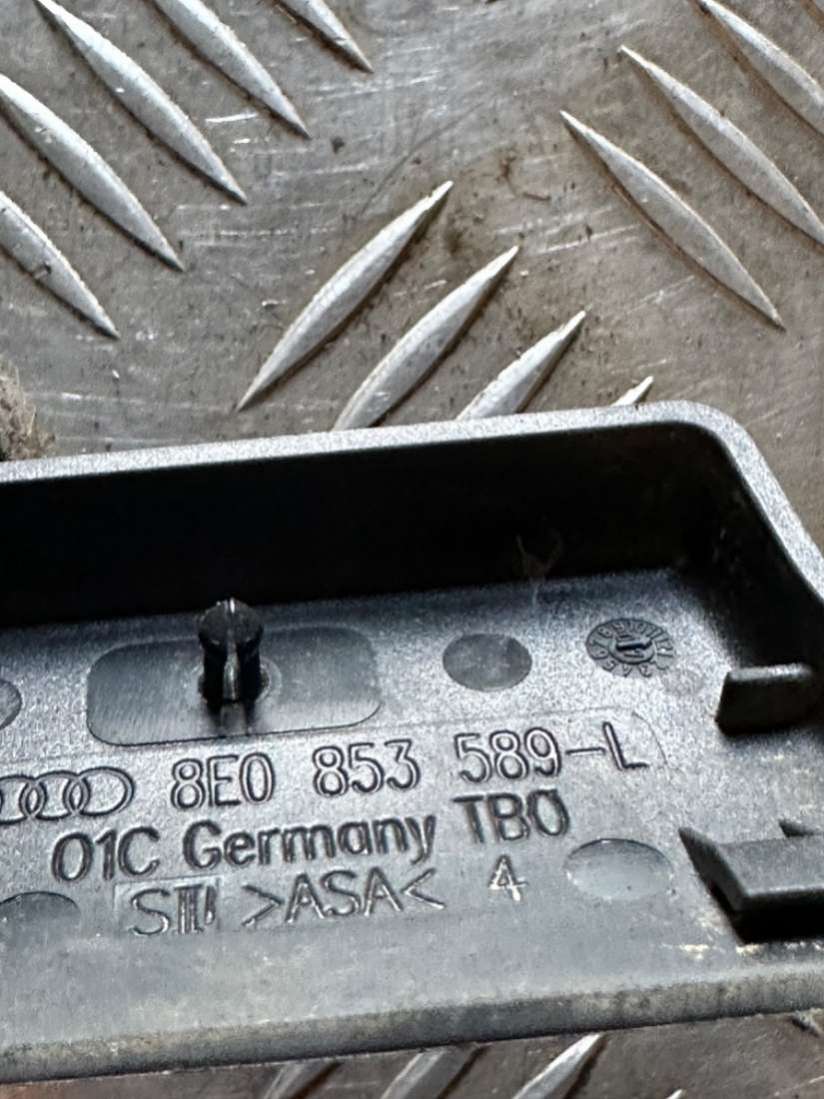 8E0 853 589-L
01C Germany TBO
>ASA< 4